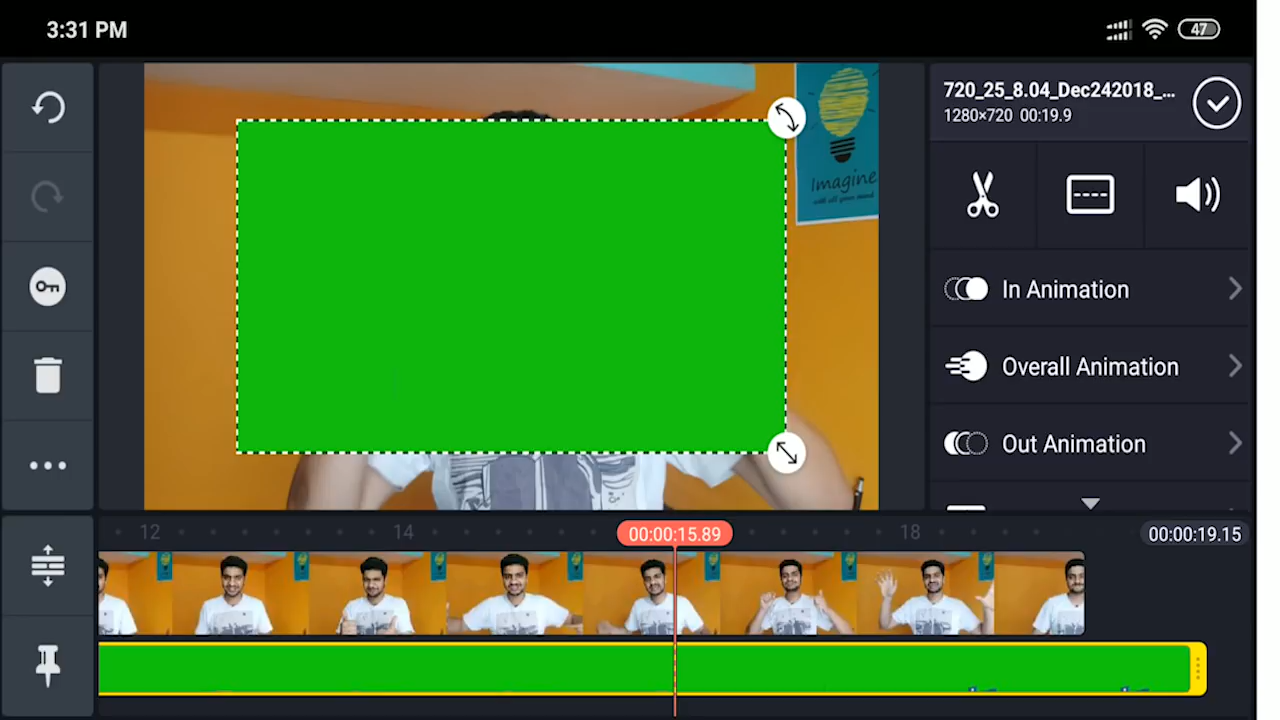 3:31 PM
47
720_25_8.04_Dec242018_...
1280×720 00:19.9
Imagine
In Animation
Overall Animation
Out Animation
12
14
00:00:15.89
18
00:00:19.15